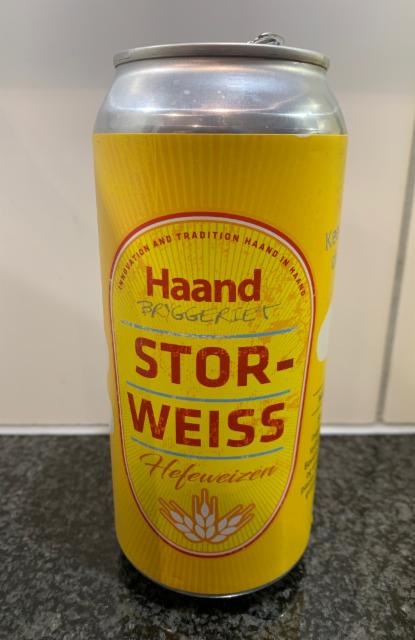 INNOVATION AND TRADITION HAAND IN HAAND
Haand
BRYGGERIET
STOR-
WEISS
Hefeweizen